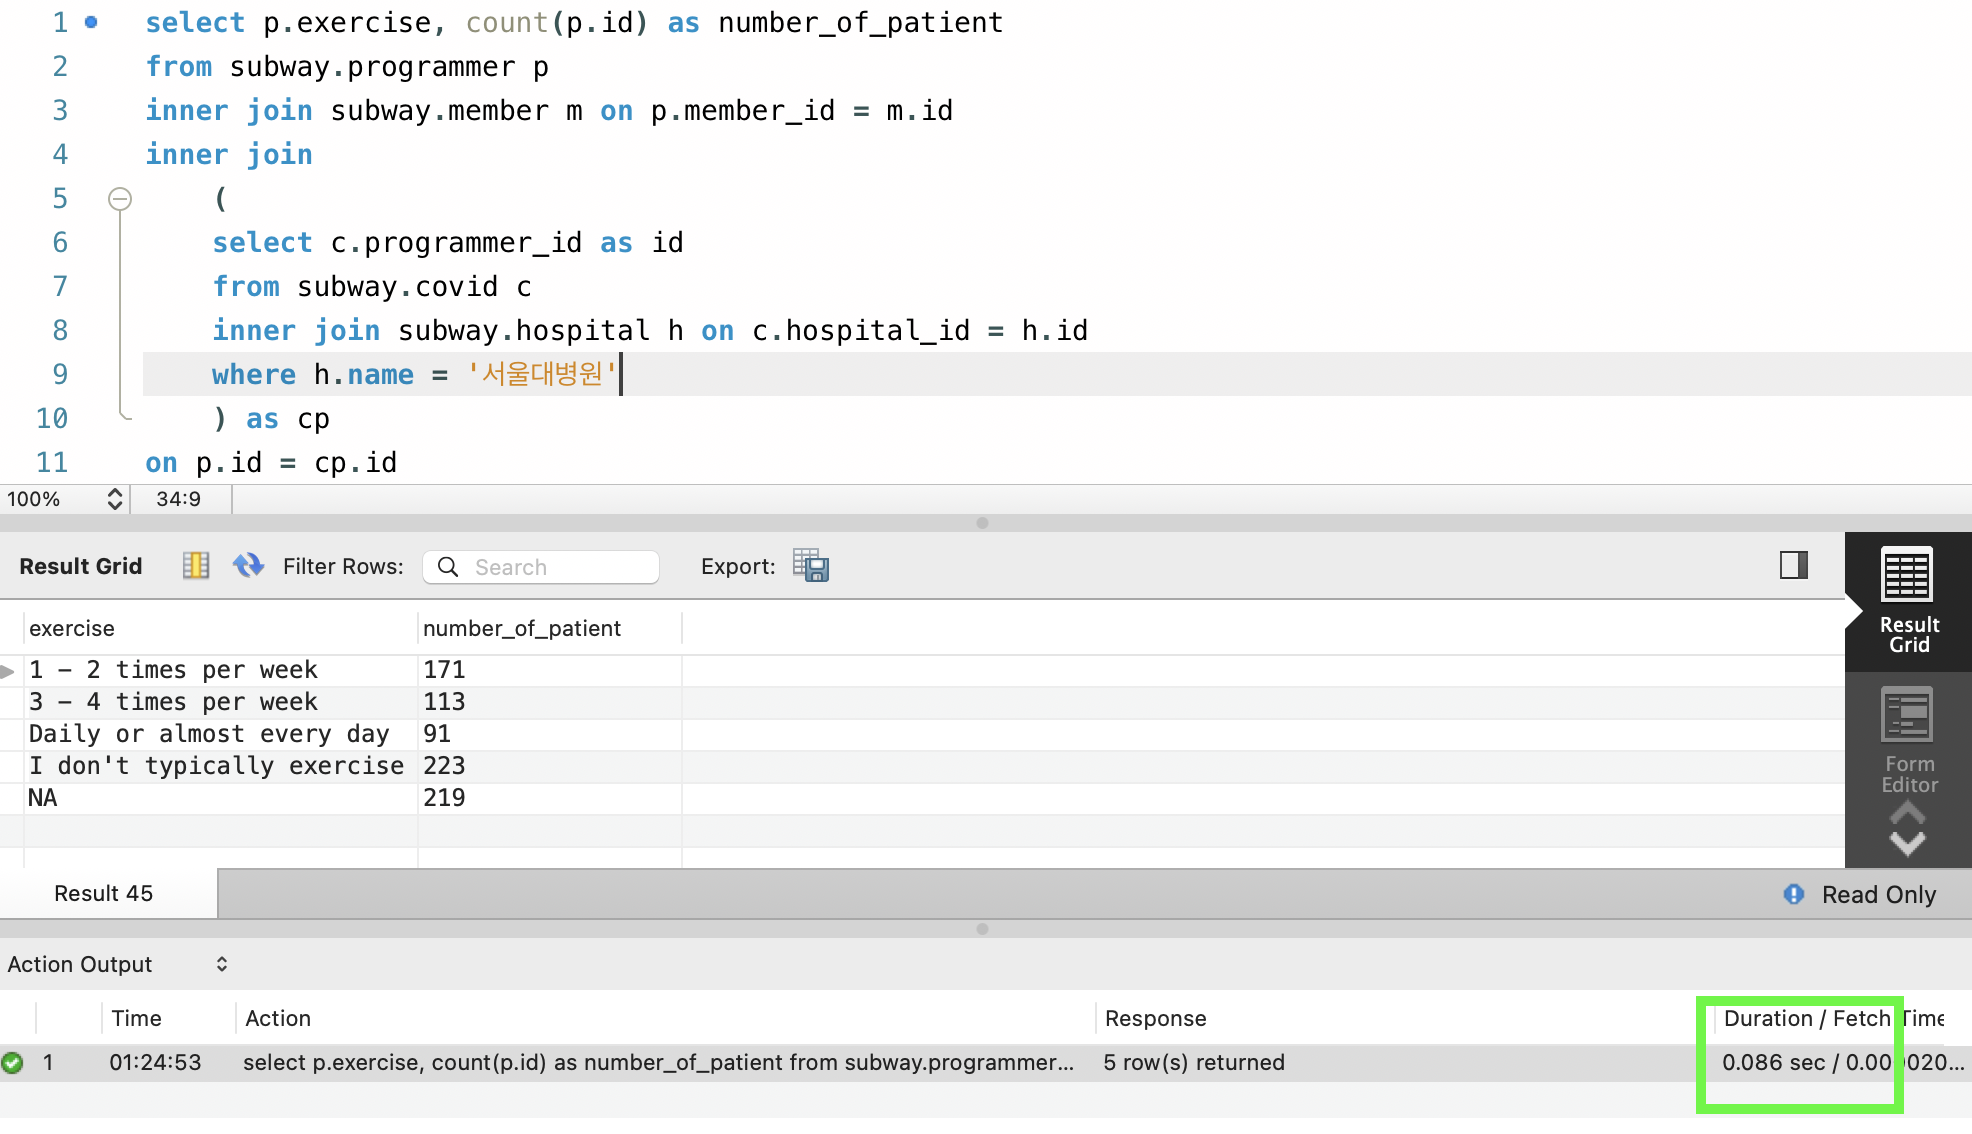 1 select p.exercise, count(p.id) as number_of_patient
2 from subway.programmer p
3 inner join subway.member m on p.member_id = m.id
4 inner join
5 (
6 select c.programmer_id as id
7 from subway.covid c
8 inner join subway.hospital h on c.hospital_id = h.id
9 where h.name = '서울대병원'
10 ) as cp
11 on p.id = cp.id
100% 34:9
Result Grid Filter Rows: Search Export:
Result Grid
Form Editor
exercise number_of_patient
1 - 2 times per week 171
3 - 4 times per week 113
Daily or almost every day 91
I don't typically exercise 223
NA 219
Result 45 Read Only
Action Output
Time Action Response Duration / Fetch Time
1 01:24:53 select p.exercise, count(p.id) as number_of_patient from subway.programmer... 5 row(s) returned 0.086 sec / 0.000020...